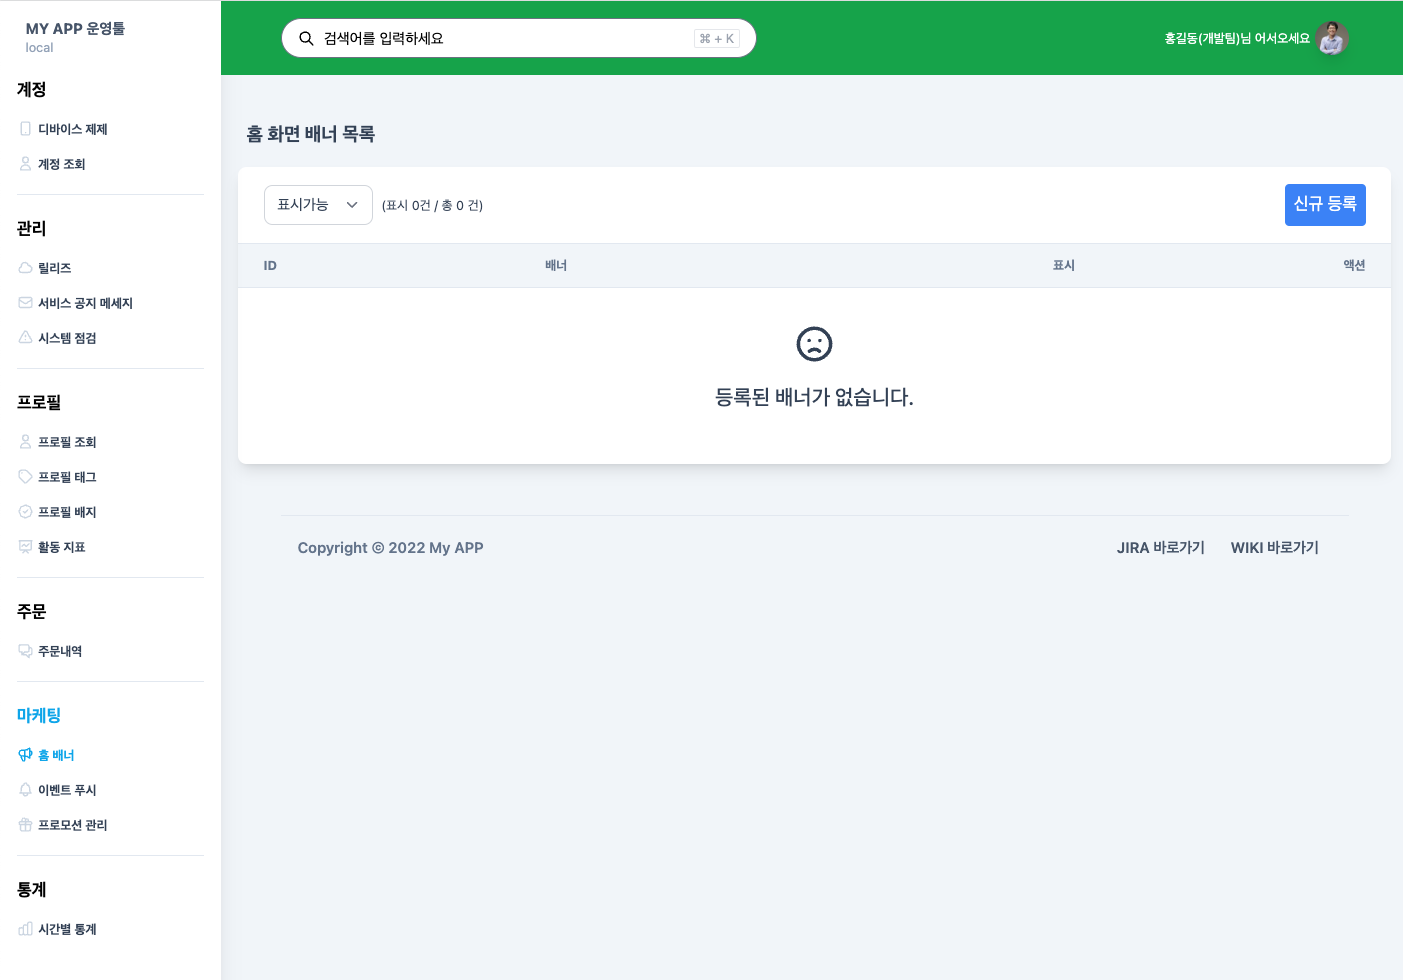 MY APP 운영툴
local
계정
디바이스 제제
계정 조회
관리
릴리즈
서비스 공지 메세지
시스템 점검
프로필
프로필 조회
프로필 태그
프로필 배지
활동 지표
주문
주문내역
마케팅
홈 배너
이벤트 푸시
프로모션 관리
통계
시간별 통계
검색어를 입력하세요
⌘ + K
홍길동(개발팀)님 어서오세요
홈 화면 배너 목록
표시가능
(표시 0건 / 총 0 건)
신규 등록
ID 배너 표시 액션
등록된 배너가 없습니다.
Copyright © 2022 My APP
JIRA 바로가기 WIKI 바로가기